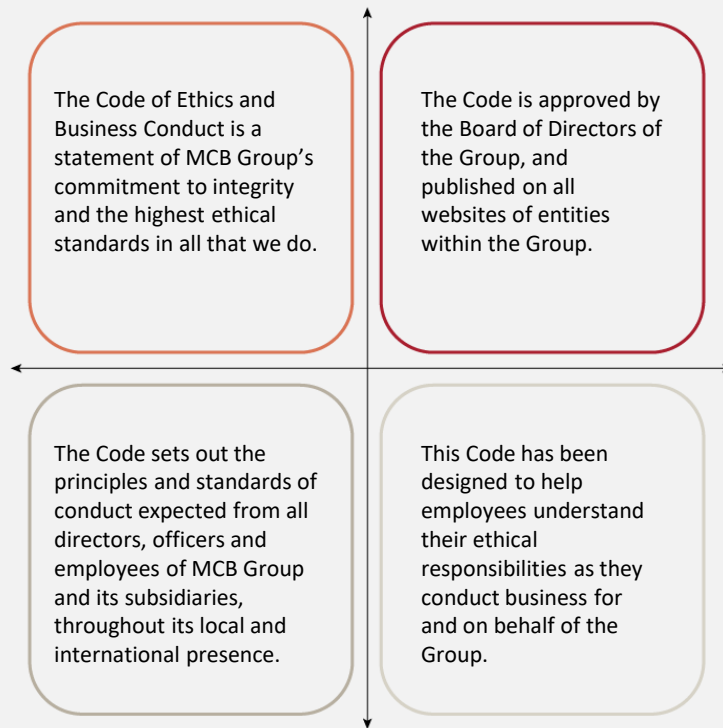 The Code of Ethics and
Business Conduct is a
statement of MCB Group’s
commitment to integrity
and the highest ethical
standards in all that we do.
The Code is approved by
the Board of Directors of
the Group, and
published on all
websites of entities
within the Group.
The Code sets out the
principles and standards of
conduct expected from all
directors, officers and
employees of MCB Group
and its subsidiaries,
throughout its local and
international presence.
This Code has been
designed to help
employees understand
their ethical
responsibilities as they
conduct business for
and on behalf of the
Group.